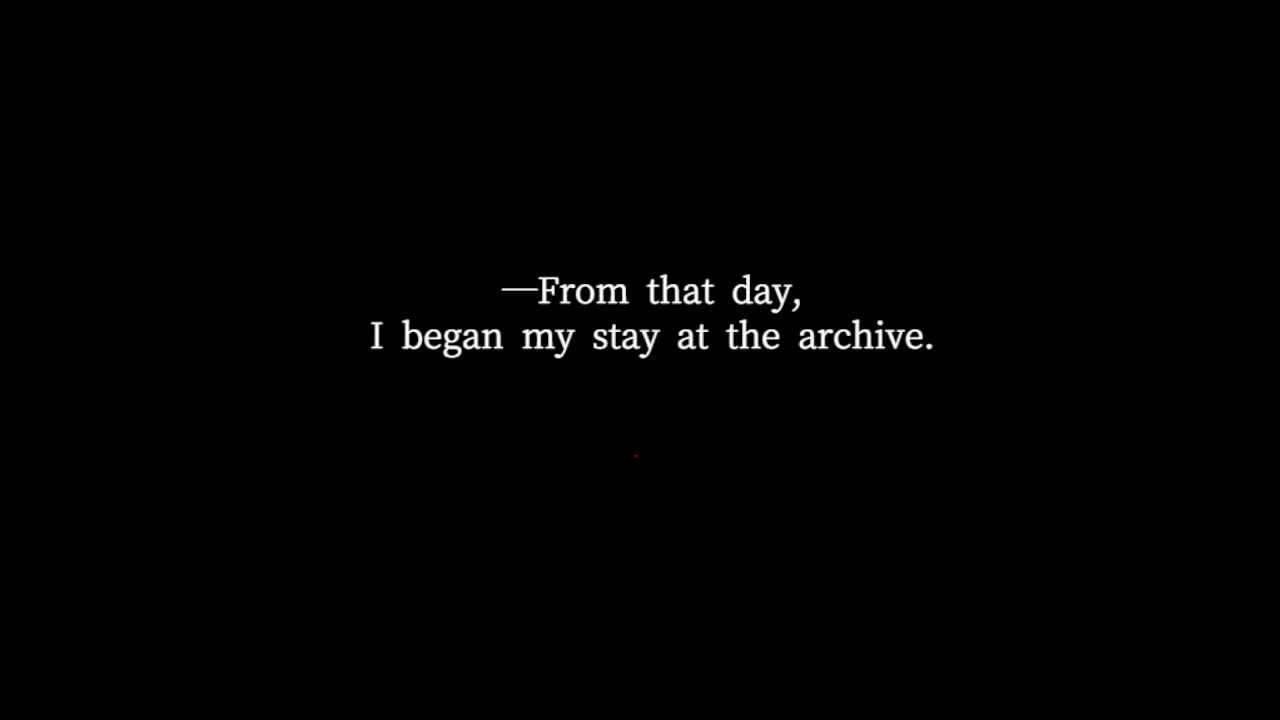 —From that day,
I began my stay at the archive.